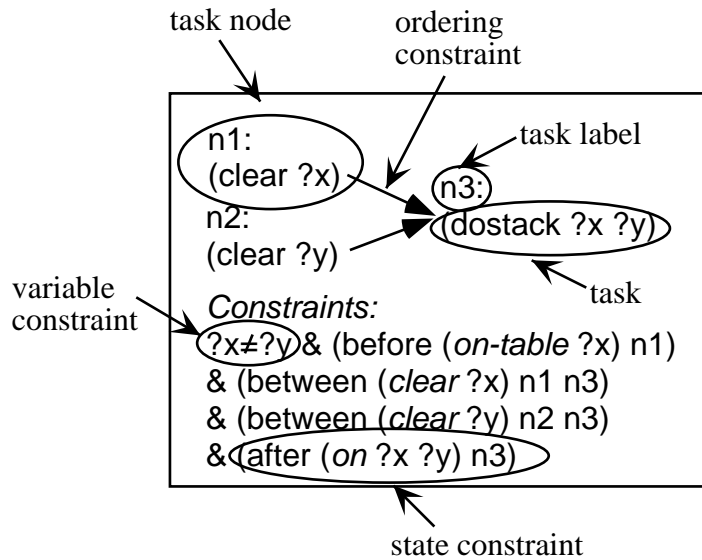 task node
ordering
constraint
n1:
(clear ?x)
task label
n3:
n2:
(dostack ?x ?y)
(clear ?y)
variable
constraint
task
Constraints:
?x≠?y & (before (on-table ?x) n1)
& (between (clear ?x) n1 n3)
& (between (clear ?y) n2 n3)
& (after (on ?x ?y) n3)
state constraint